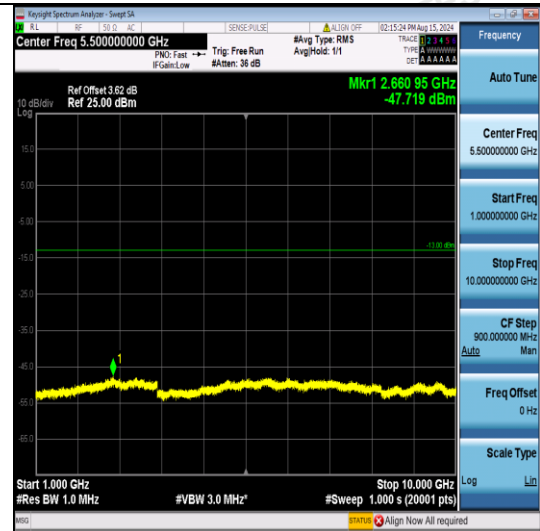 Keysight Spectrum Analyzer - Swept SA
RL RF 50 Ω AC SENSE:PULSE ALIGN OFF 02:15:24 PM Aug 15, 2024
Center Freq 5.500000000 GHz
PNO: Fast
IFGain:Low
Trig: Free Run
#Atten: 36 dB
#Avg Type: RMS
Avg|Hold: 1/1
TRACE 1 2 3 4 5 6
TYPE A WWWWW
DET A A A A A A
Frequency
Ref Offset 3.62 dB
10 dB/div Ref 25.00 dBm
Log
Mkr1 2.660 95 GHz
-47.719 dBm
15.0
5.00
-5.00
-15.0
-25.0
-35.0
-45.0
-55.0
-65.0
-13.00 dBm
1
Start 1.000 GHz
#Res BW 1.0 MHz
#VBW 3.0 MHz*
Stop 10.000 GHz
#Sweep 1.000 s (20001 pts)
Auto Tune
Center Freq
5.500000000 GHz
Start Freq
1.000000000 GHz
Stop Freq
10.000000000 GHz
CF Step
900.000000 MHz
Auto Man
Freq Offset
0 Hz
Scale Type
Log Lin
MSG STATUS Align Now All required